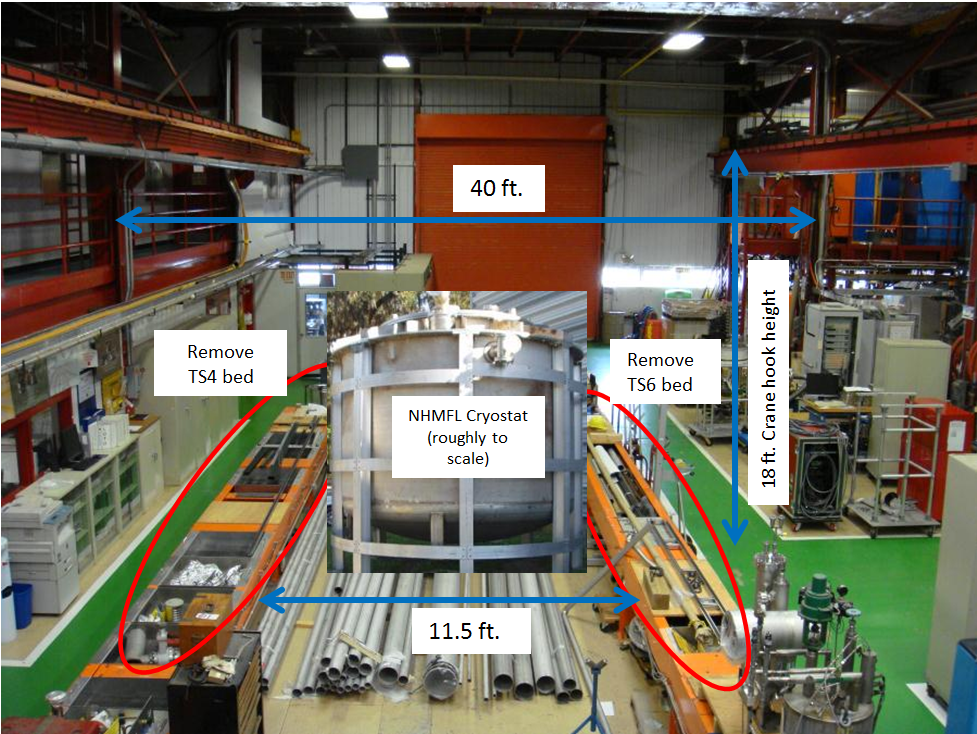 40 ft.
Remove
TS4 bed
Remove
TS6 bed
NHMFL Cryostat
(roughly to
scale)
18 ft. Crane hook height
11.5 ft.